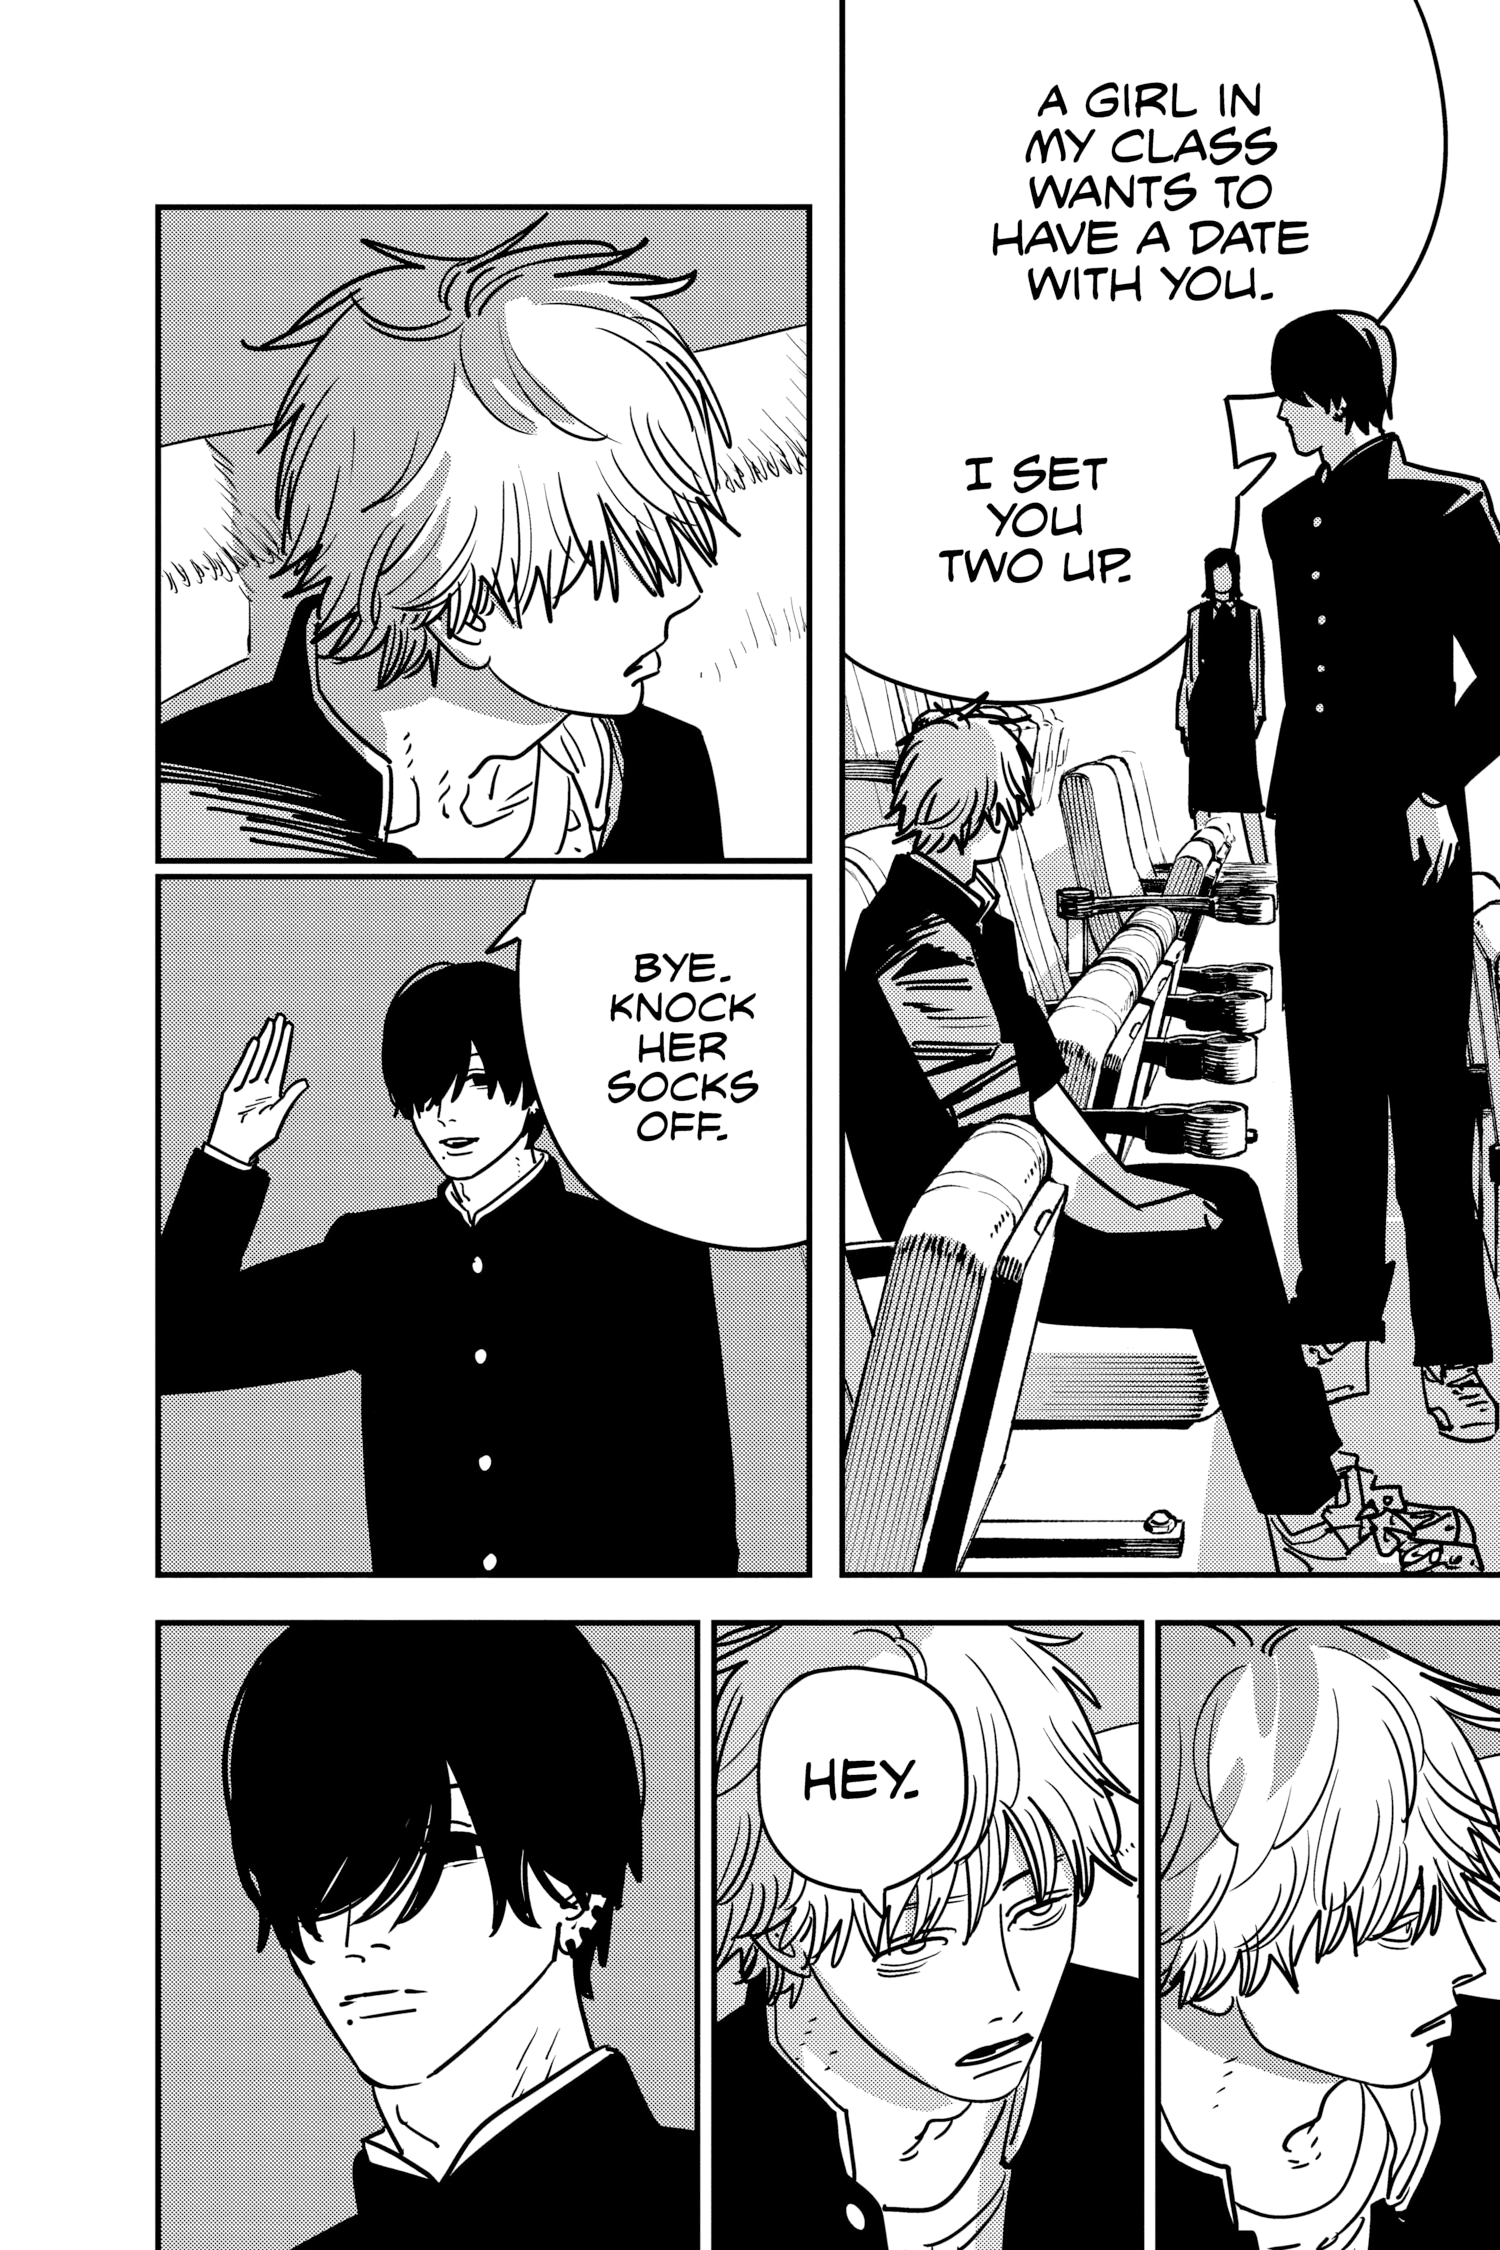 A GIRL IN
MY CLASS
WANTS TO
HAVE A DATE
WITH YOU.
I SET
YOU
TWO UP.
BYE.
KNOCK
HER
SOCKS
OFF.
HEY.